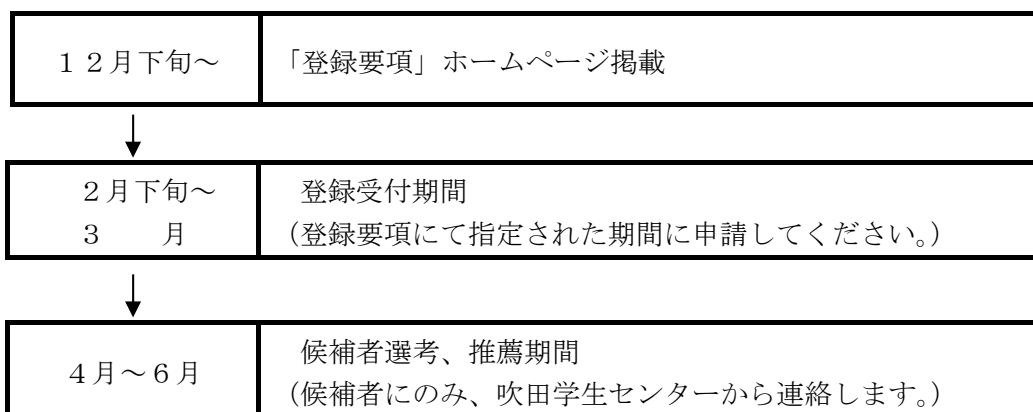 １２月下旬～
「登録要項」ホームページ掲載
２月下旬～
３　　月
登録受付期間
（登録要項にて指定された期間に申請してください。）
４月～６月
候補者選考、推薦期間
（候補者にのみ、吹田学生センターから連絡します。）